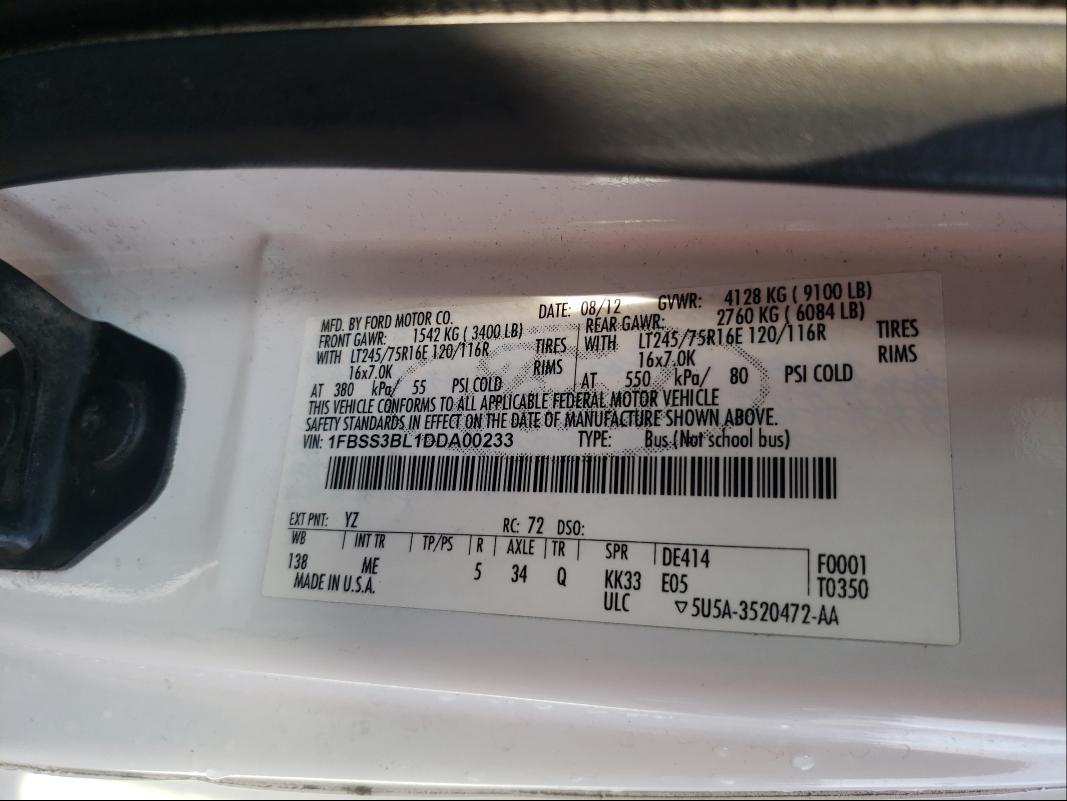 MFD. BY FORD MOTOR CO. DATE: 08/12 GVWR: 4128 KG ( 9100 LB)
FRONT GAWR: 1542 KG ( 3400 LB) REAR GAWR: 2760 KG ( 6084 LB)
WITH LT245/75R16E 120/116R TIRES WITH LT245/75R16E 120/116R TIRES
16x7.0K RIMS 16x7.0K RIMS
AT 380 kPa/ 55 PSI COLD AT 550 kPa/ 80 PSI COLD
THIS VEHICLE CONFORMS TO ALL APPLICABLE FEDERAL MOTOR VEHICLE
SAFETY STANDARDS IN EFFECT ON THE DATE OF MANUFACTURE SHOWN ABOVE.
VIN: 1FBSS3BL1DDA00233 TYPE: Bus (Not school bus)
EXT PNT: YZ RC: 72 DSO:
WB INT TR TP/PS R AXLE TR SPR DE414 F0001
138 ME 5 34 Q KK33 E05 T0350
MADE IN U.S.A. ULC ▽5U5A-3520472-AA